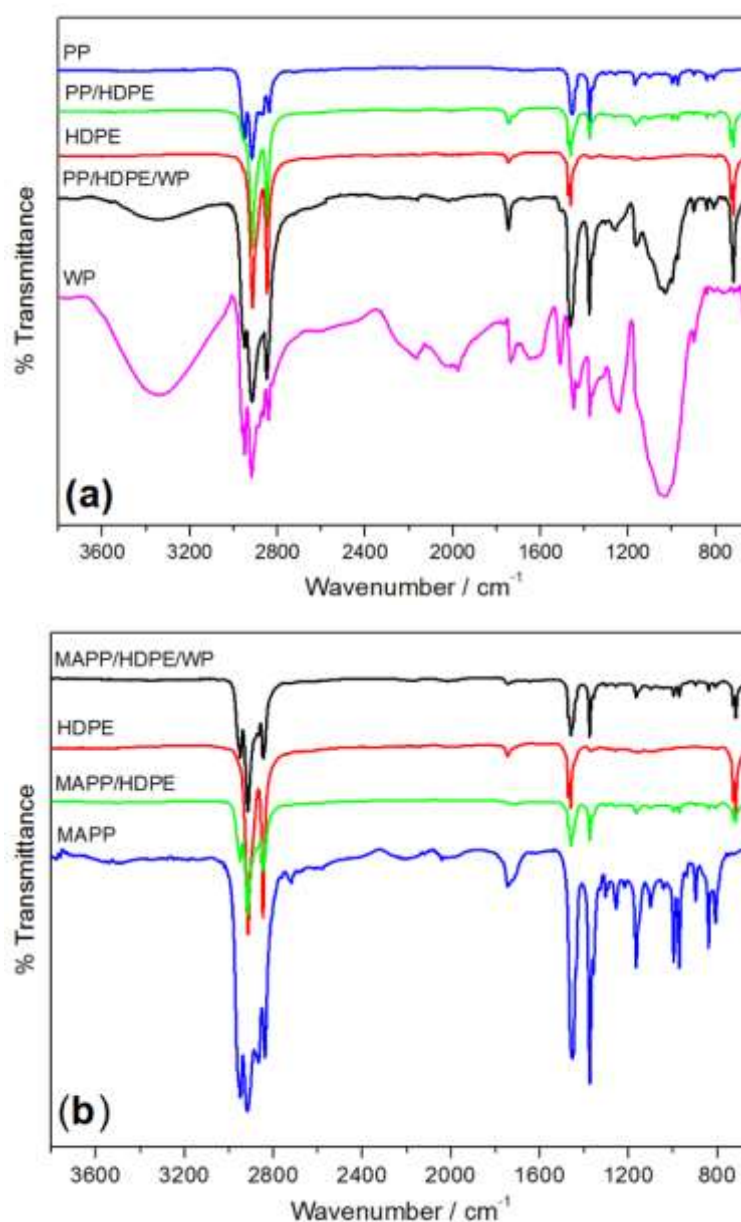 PP
PP/HDPE
HDPE
PP/HDPE/WP
WP
% Transmittance
(a)
3600 3200 2800 2400 2000 1600 1200 800
Wavenumber / cm⁻¹
MAPP/HDPE/WP
HDPE
MAPP/HDPE
MAPP
% Transmittance
(b)
3600 3200 2800 2400 2000 1600 1200 800
Wavenumber / cm⁻¹